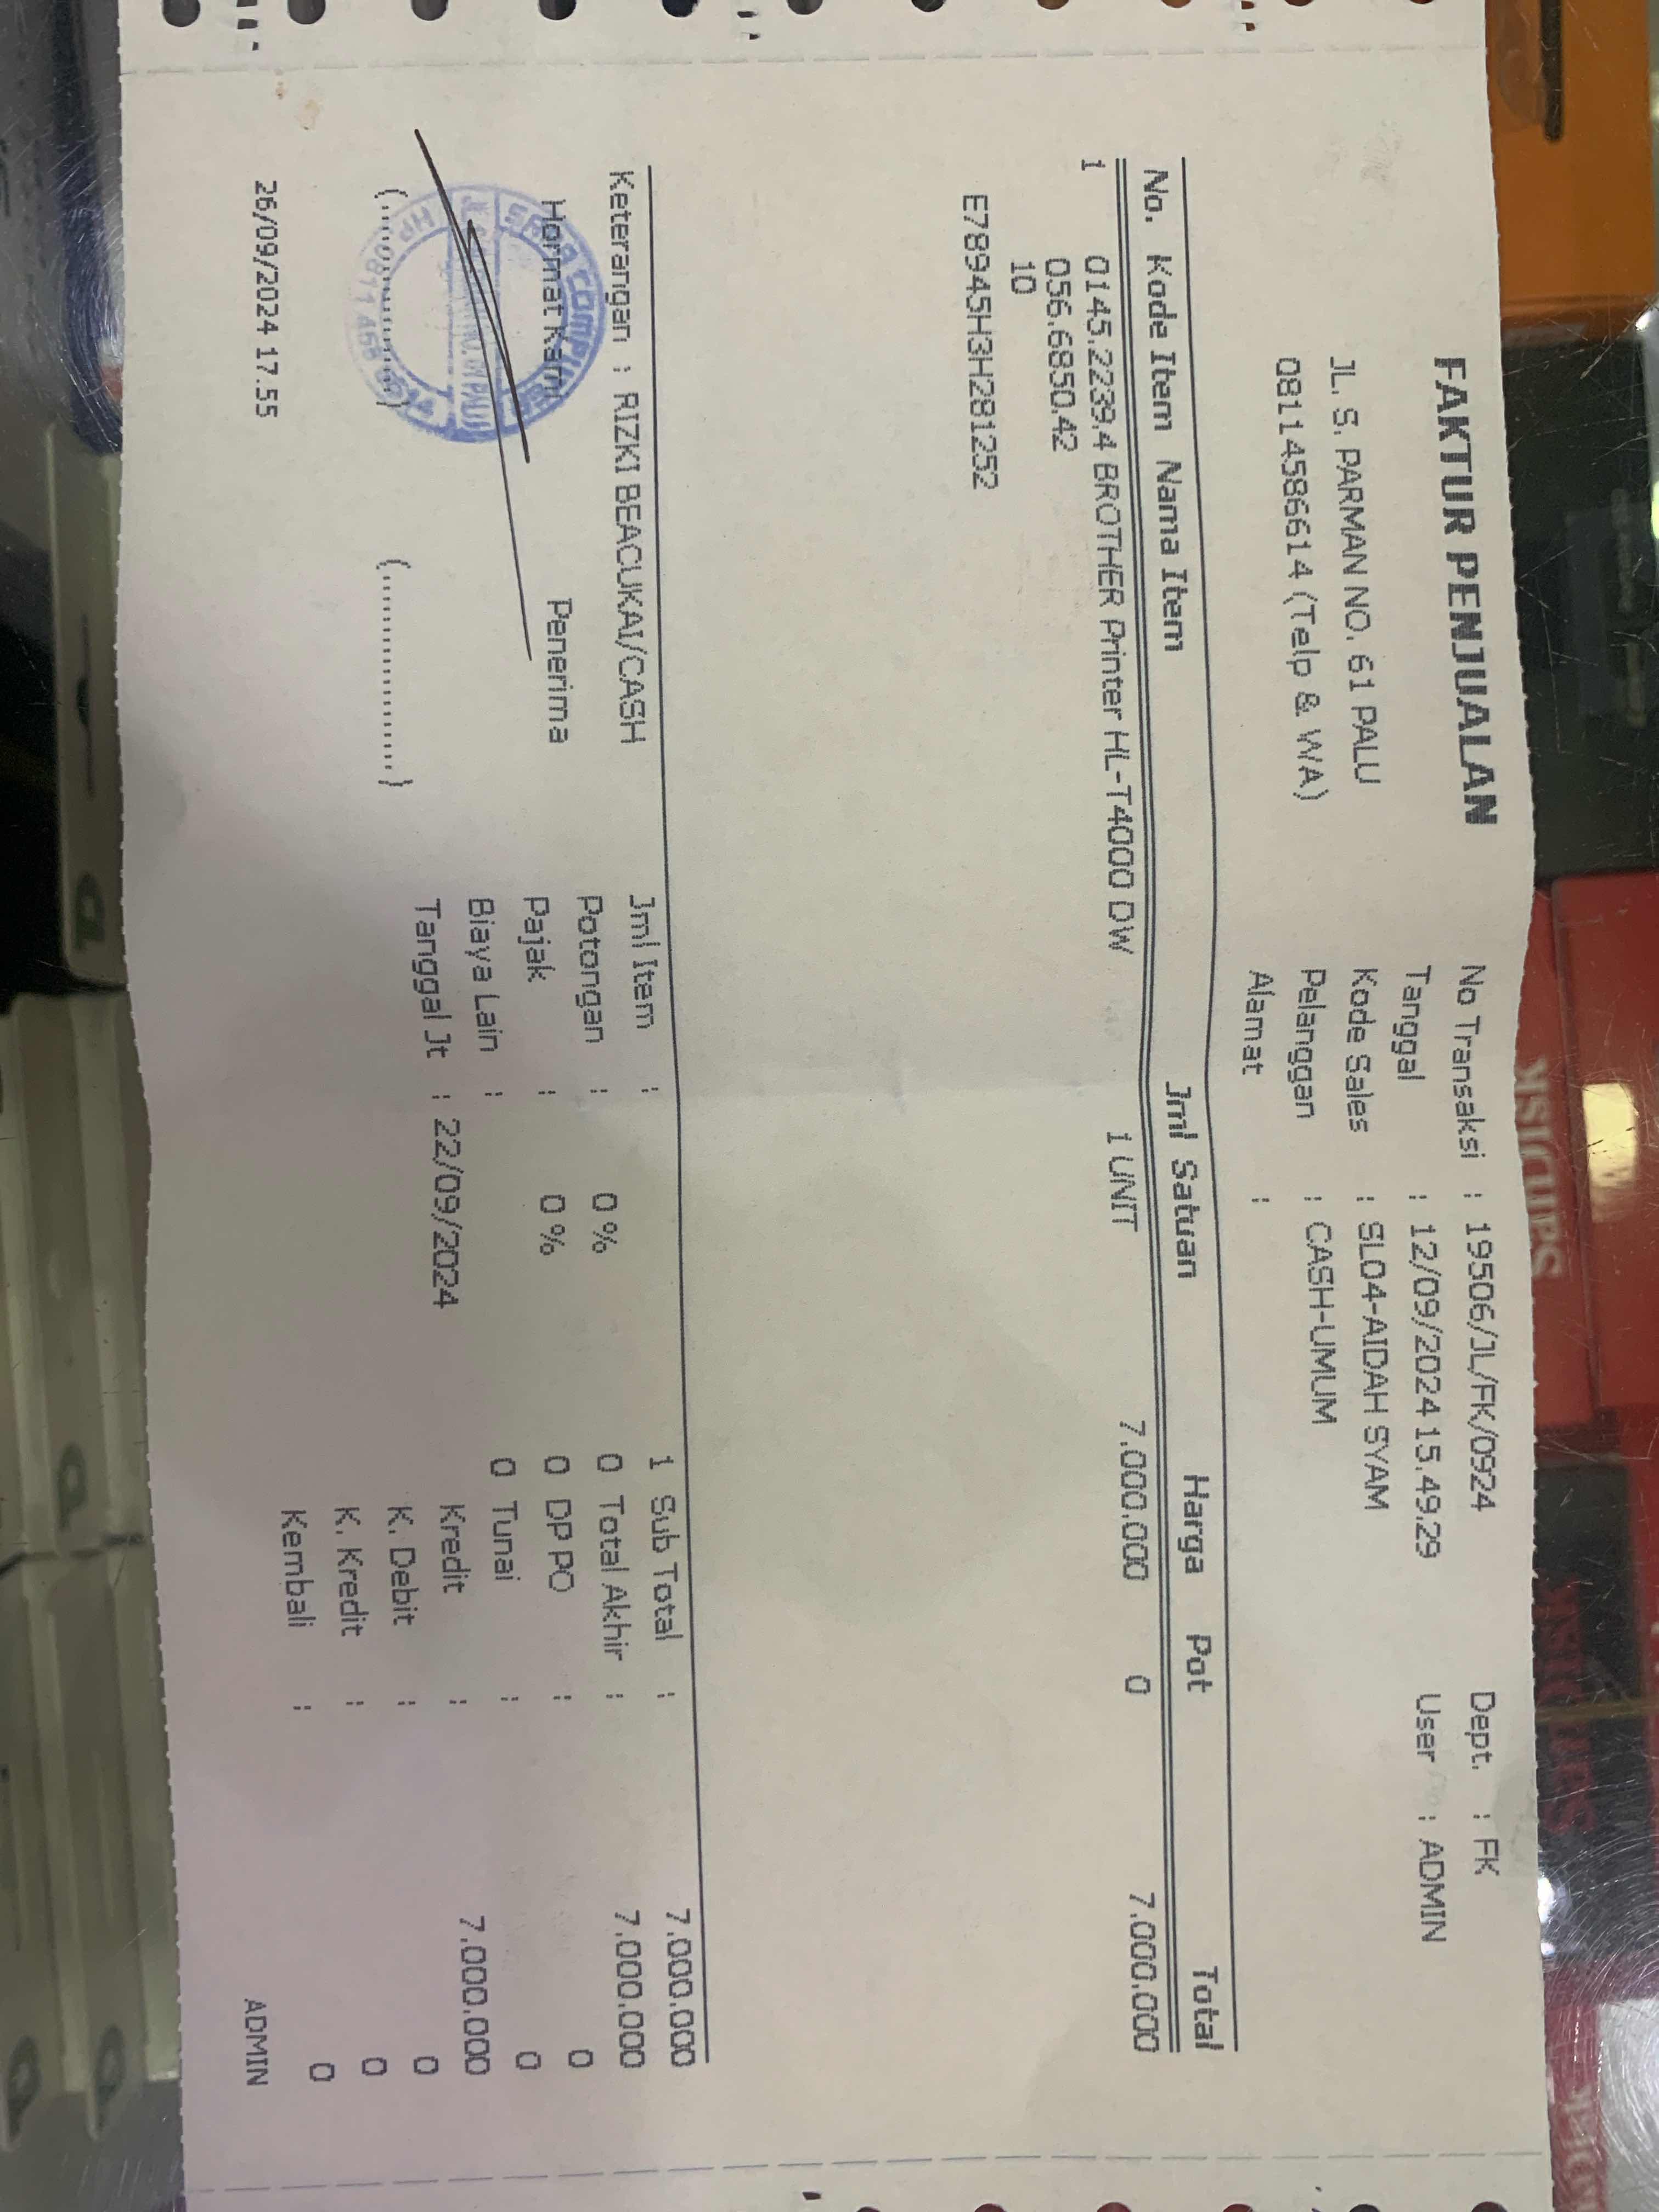 FAKTUR PENJUALAN
JL. S. PARMAN NO. 61 PALU
08114586614 (Telp & WA)
No Transaksi : 19506/JL/FK/0924
Tanggal : 12/09/2024 15.49.29
Kode Sales : SL04-AIDAH SYAM
Pelanggan : CASH-UMUM
Alamat :
Dept. : FK
User : ADMIN
No. Kode Item Nama Item Jml Satuan Harga Pot Total
1 0145.2239.4 BROTHER Printer HL-T4000 DW 1 UNIT 7.000.000 0 7.000.000
056.6850.42
10
E78945H3H281252
Keterangan : RIZKI BEACUKAI/CASH
Hormat Kami
Penerima
(....................)
(....................)
26/09/2024 17.55
Jml Item : 1
Potongan : 0 % 0
Pajak : 0 % 0
Biaya Lain : 0
Tanggal Jt : 22/09/2024
Sub Total : 7.000.000
Total Akhir : 7.000.000
DP PO : 0
Tunai : 0
Kredit : 7.000.000
K. Debit : 0
K. Kredit : 0
Kembali : 0
ADMIN
COMPUTER
HP 0811 458 6614
SanDisk